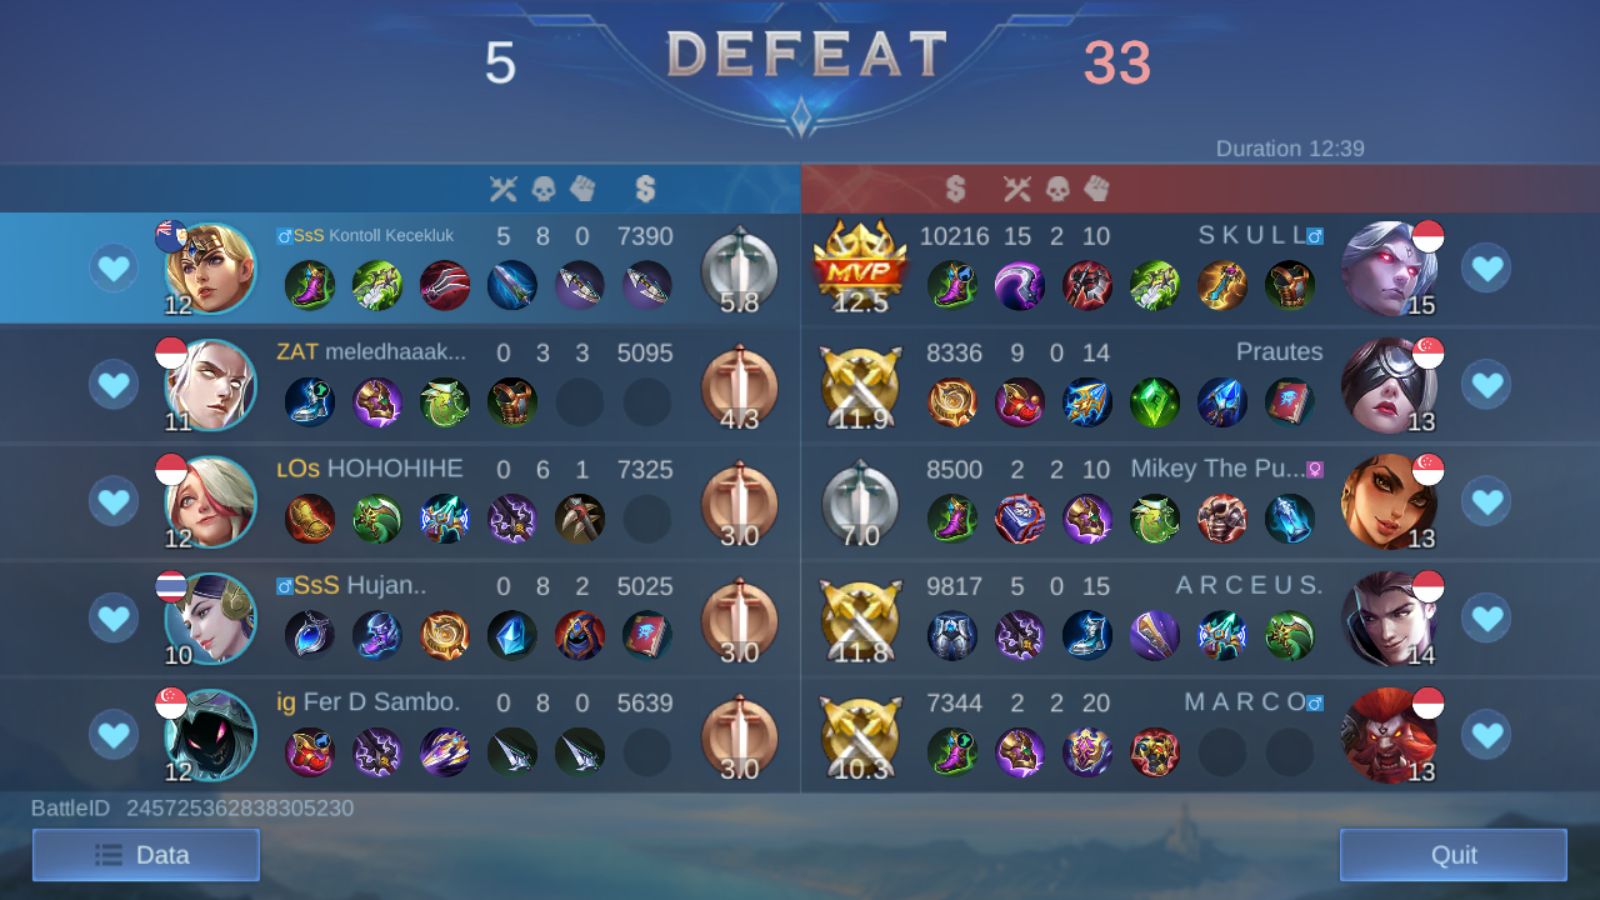 5 DEFEAT 33
Duration 12:39
SsS Kontoll Kecekluk 5 8 0 7390
12 5.8
MVP 10216 15 2 10 S K U L L
12.5 15
ZAT meledhaaak... 0 3 3 5095
11 4.3
8336 9 0 14 Prautes
11.9 13
LOs HOHOHIHE 0 6 1 7325
12 3.0
8500 2 2 10 Mikey The Pu...
7.0 13
SsS Hujan.. 0 8 2 5025
10 3.0
9817 5 0 15 A R C E U S.
11.8 14
ig Fer D Sambo. 0 8 0 5639
12 3.0
7344 2 2 20 M A R C O
10.3 13
BattleID 245725362838305230
Data
Quit